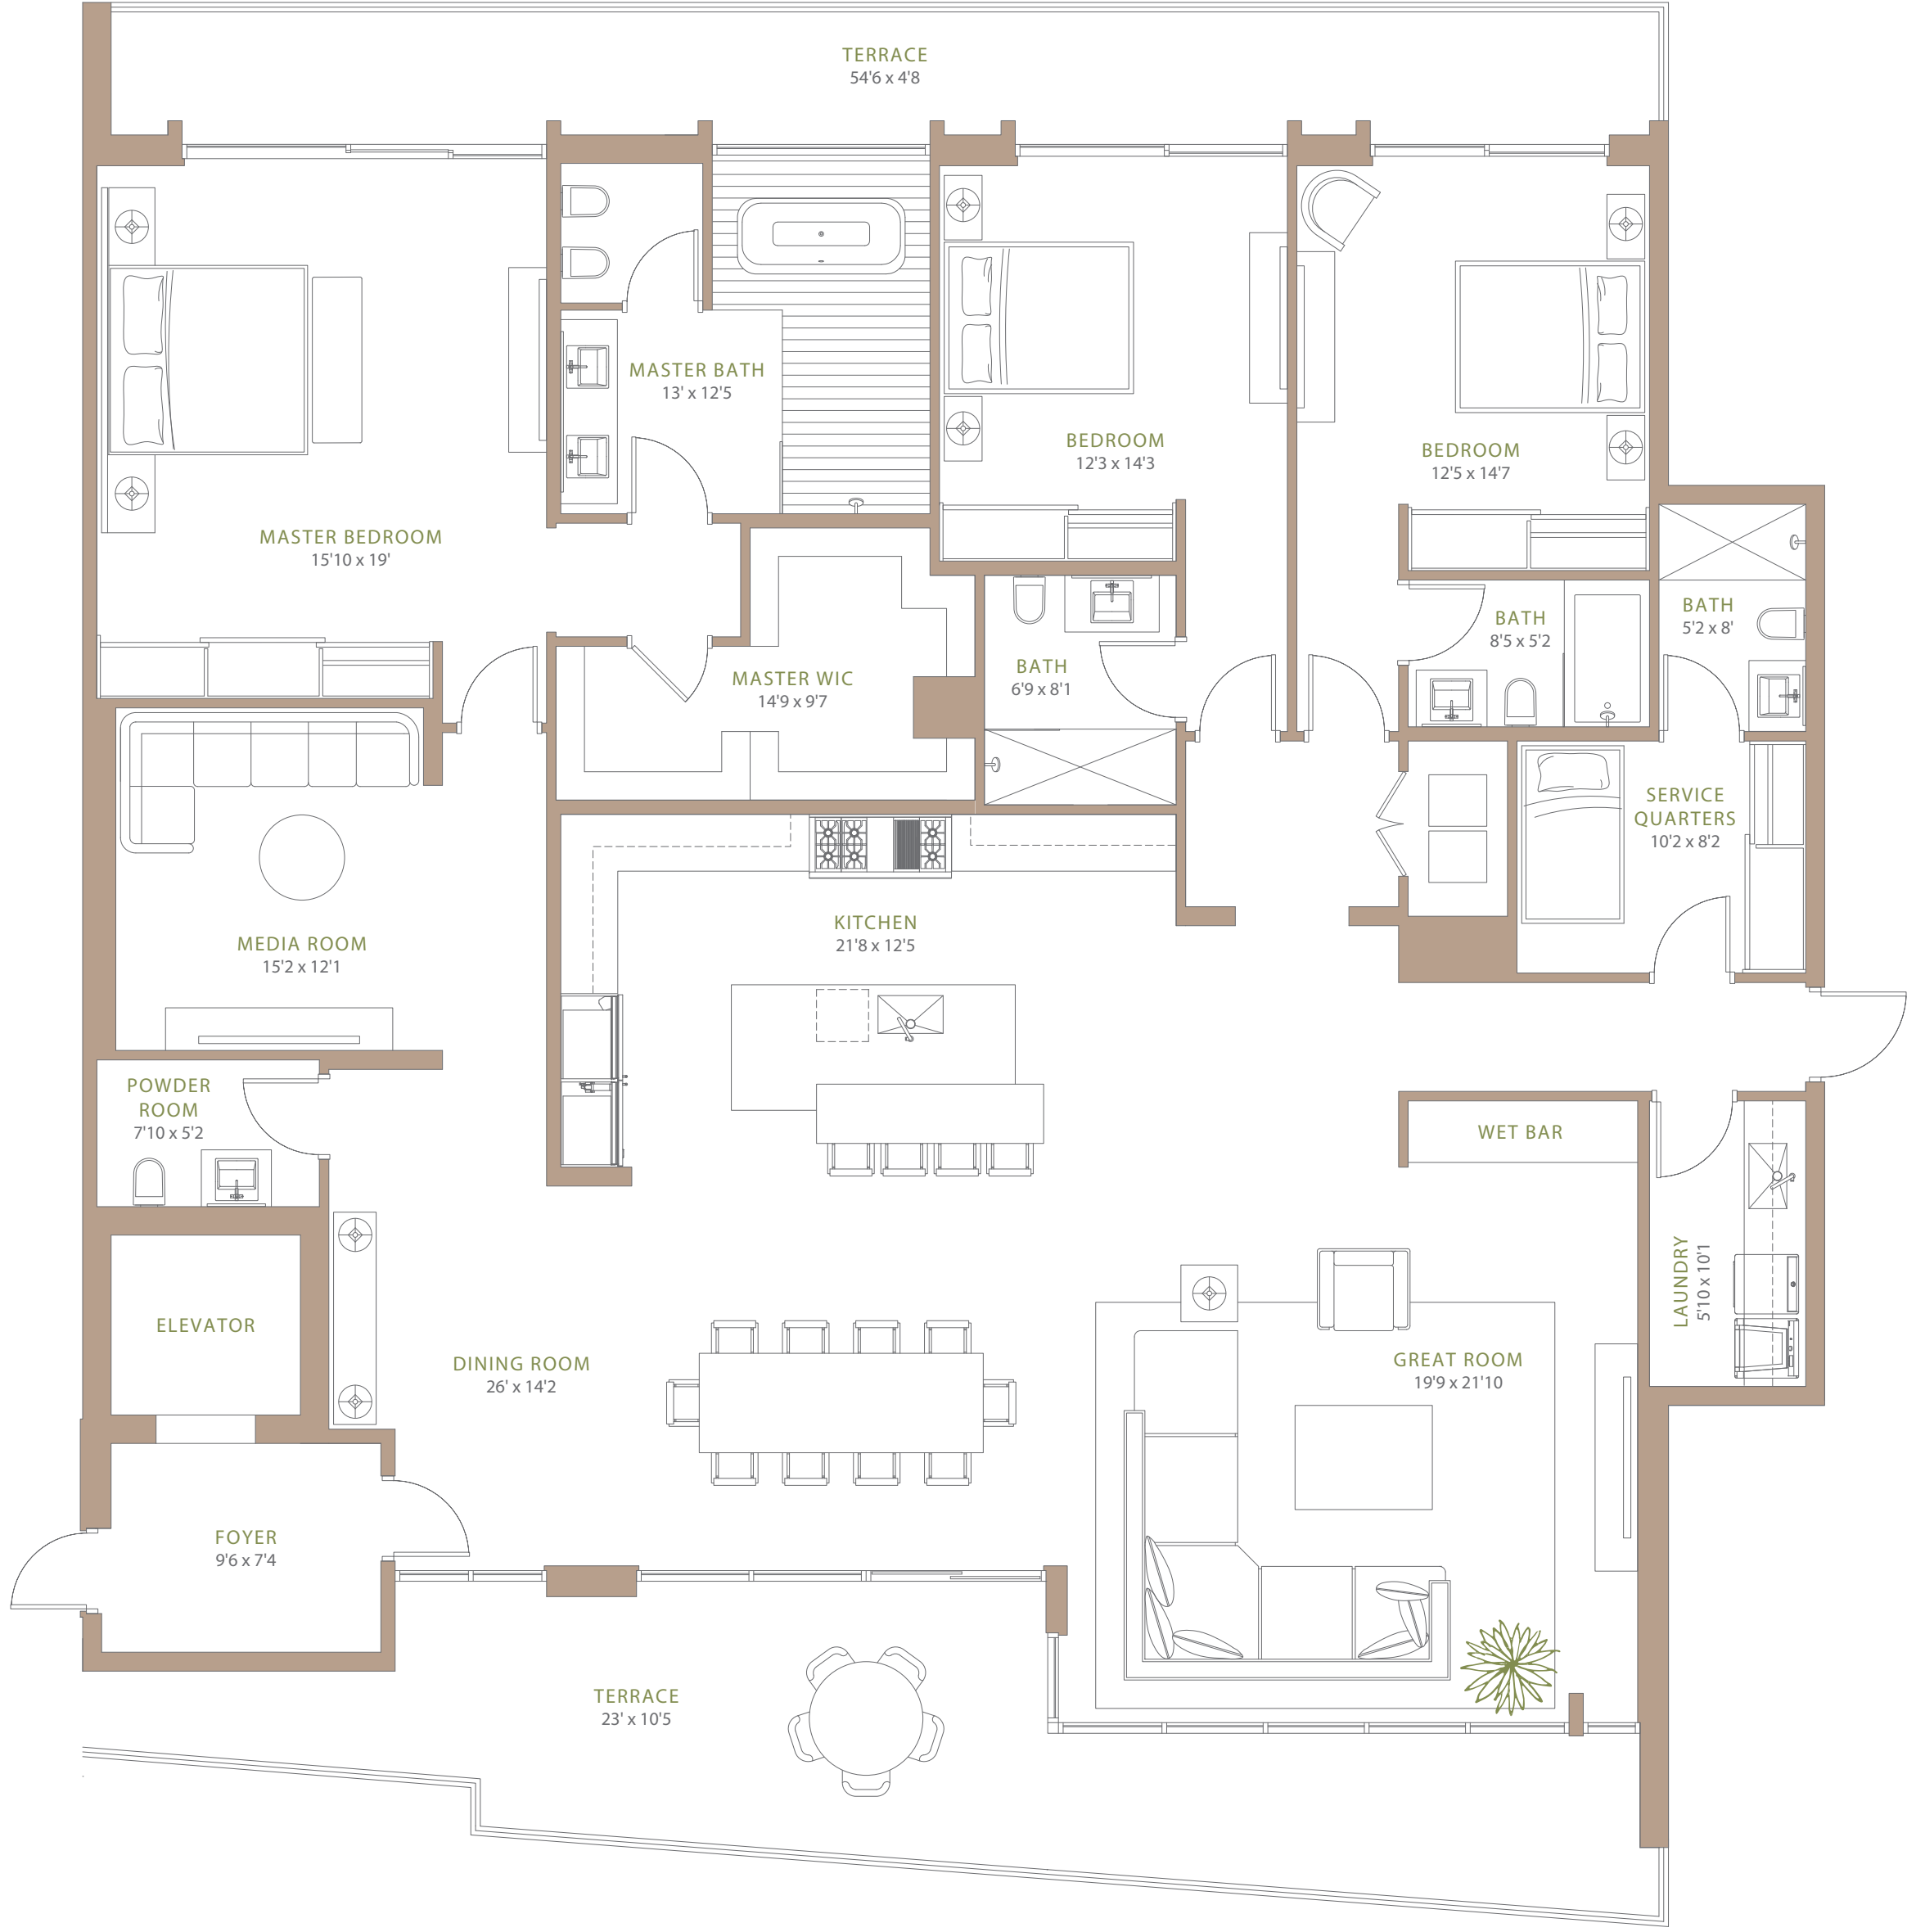 TERRACE
54'6 x 4'8
MASTER BATH
13' x 12'5
BEDROOM
12'3 x 14'3
BEDROOM
12'5 x 14'7
MASTER BEDROOM
15'10 x 19'
BATH
5'2 x 8'
BATH
8'5 x 5'2
BATH
6'9 x 8'1
MASTER WIC
14'9 x 9'7
SERVICE
QUARTERS
10'2 x 8'2
KITCHEN
21'8 x 12'5
MEDIA ROOM
15'2 x 12'1
POWDER
ROOM
7'10 x 5'2
WET BAR
LAUNDRY
5'10 x 10'1
ELEVATOR
DINING ROOM
26' x 14'2
GREAT ROOM
19'9 x 21'10
FOYER
9'6 x 7'4
TERRACE
23' x 10'5